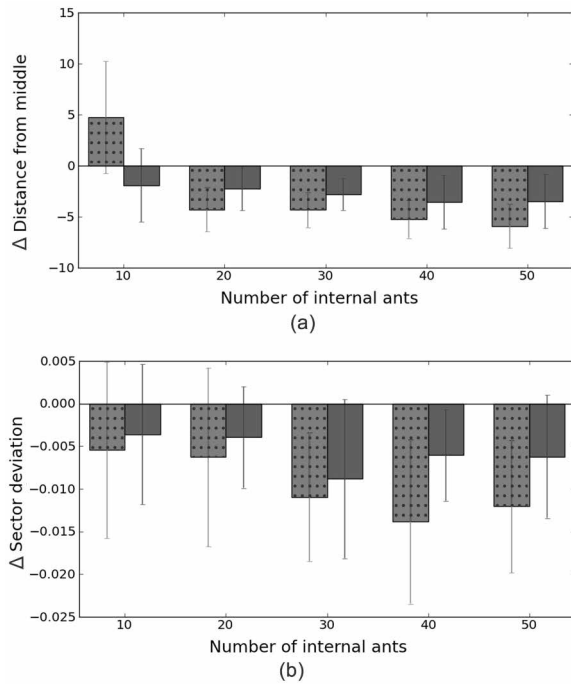 15
10
5
0
−5
−10
Δ Distance from middle
10 20 30 40 50
Number of internal ants
(a)
0.005
0.000
−0.005
−0.010
−0.015
−0.020
−0.025
Δ Sector deviation
10 20 30 40 50
Number of internal ants
(b)